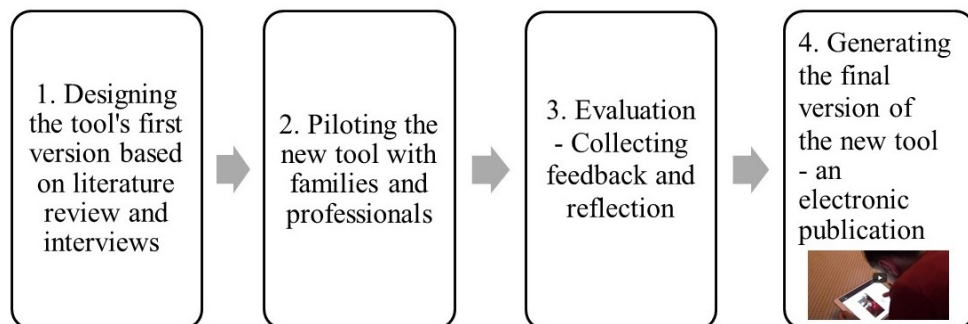 1. Designing
the tool's first
version based
on literature
review and
interviews
2. Piloting the
new tool with
families and
professionals
3. Evaluation
- Collecting
feedback and
reflection
4. Generating
the final
version of
the new tool
- an
electronic
publication